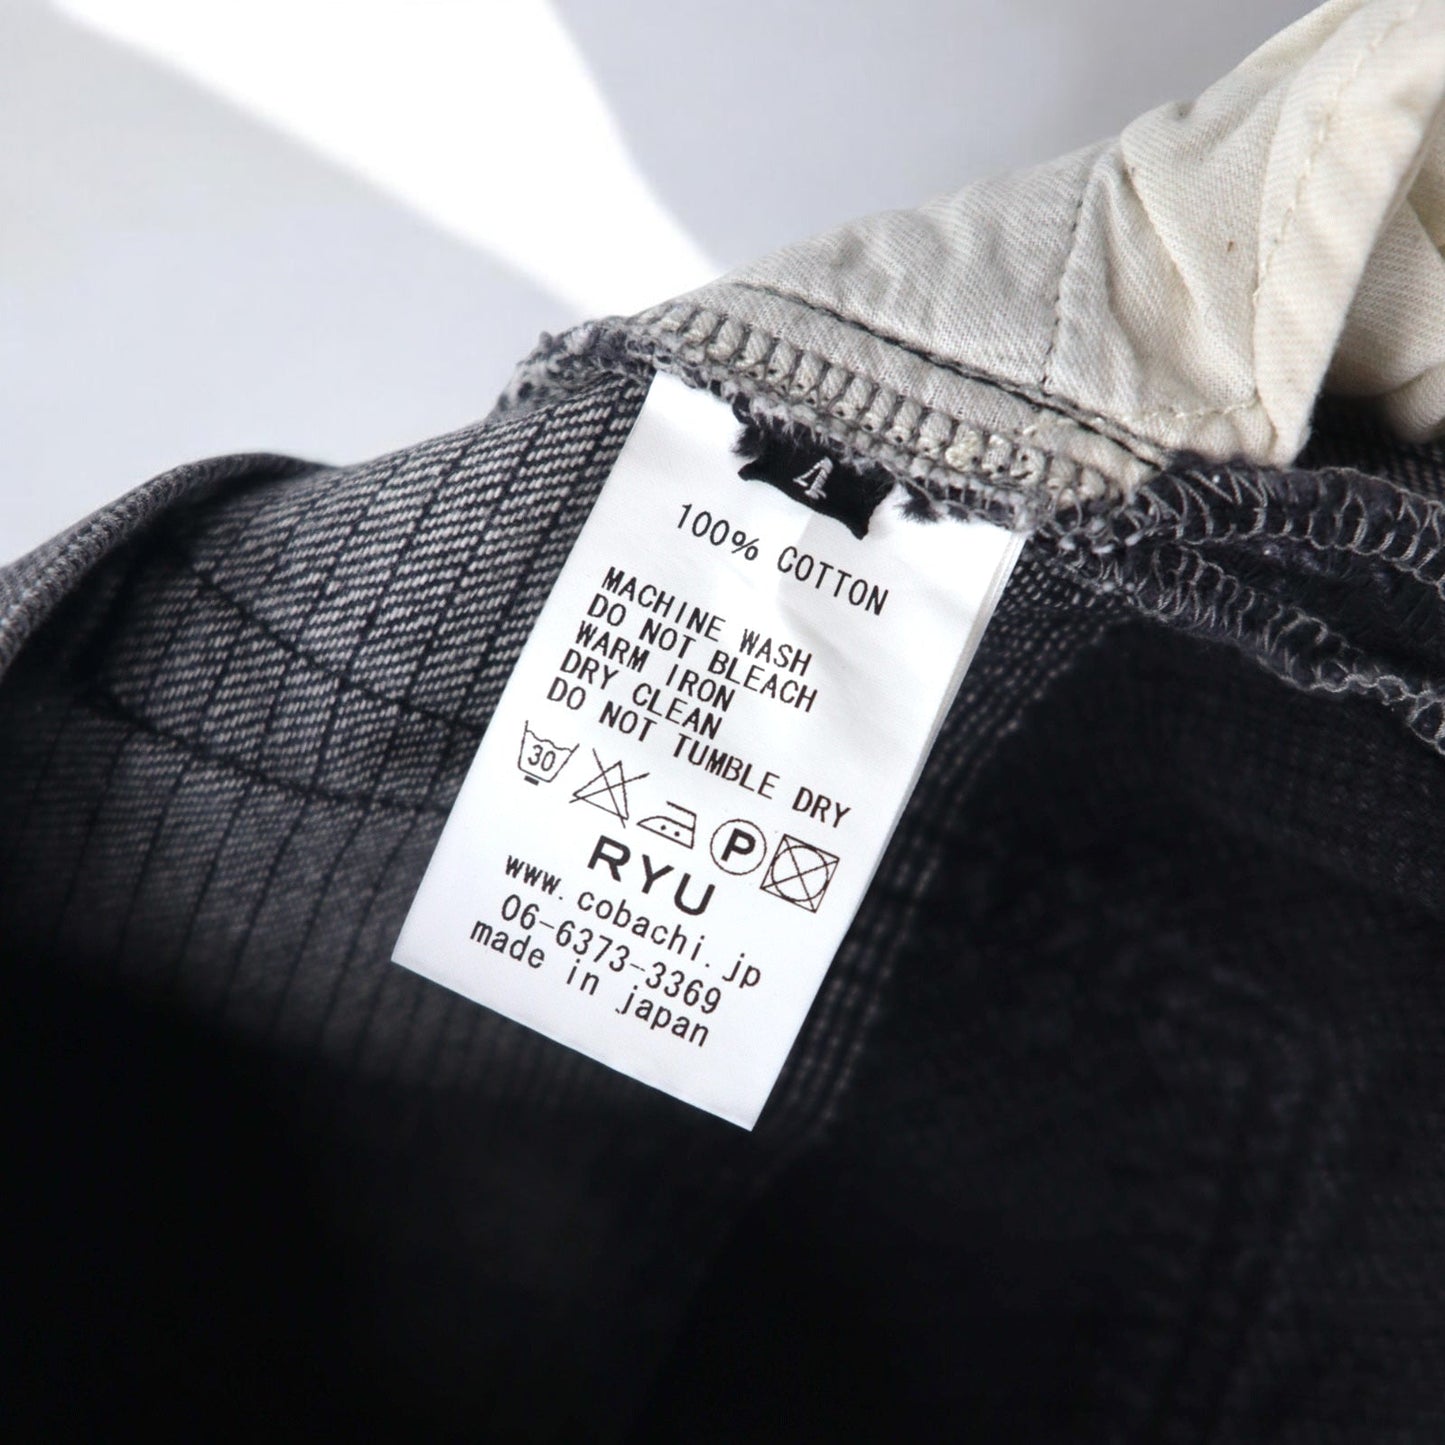 4
100% COTTON
MACHINE WASH
DO NOT BLEACH
WARM IRON
DRY CLEAN
DO NOT TUMBLE DRY
30 P
RYU
www.cobachi.jp
06-6373-3369
made in japan